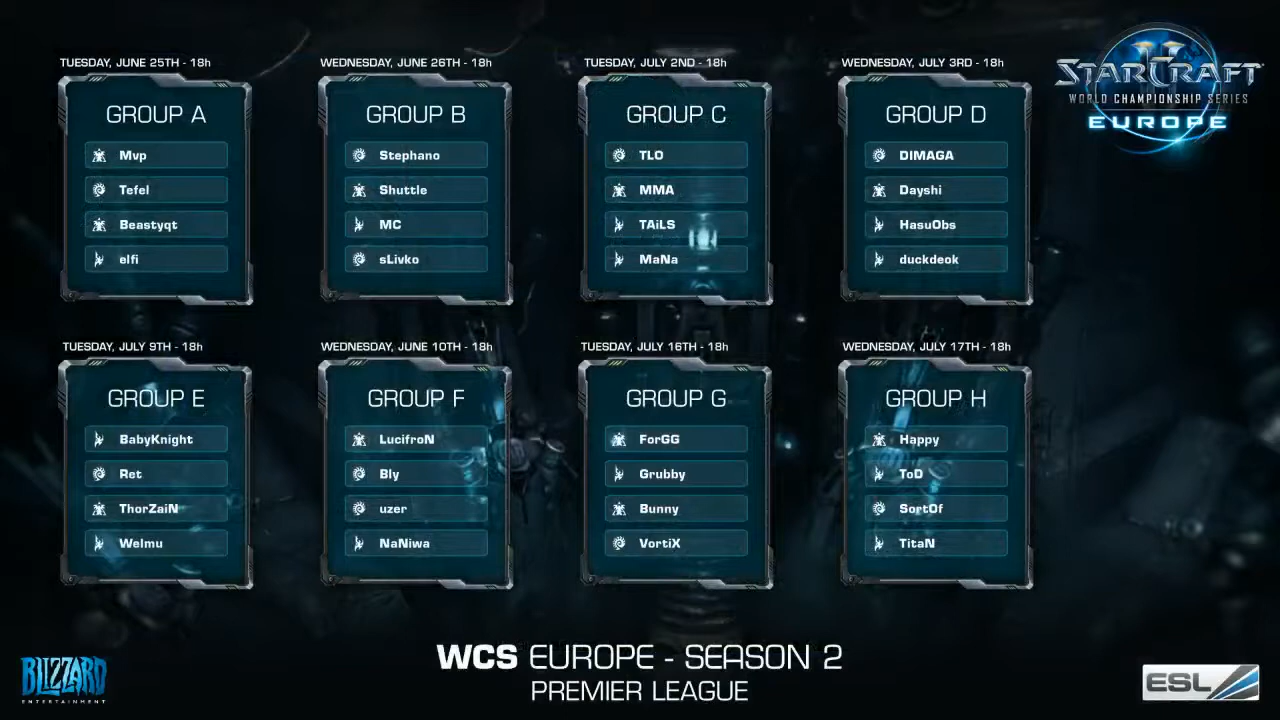 STARCRAFT II
WORLD CHAMPIONSHIP SERIES
EUROPE
TUESDAY, JUNE 25TH - 18h
GROUP A
Mvp
Tefel
Beastyqt
elfi
WEDNESDAY, JUNE 26TH - 18h
GROUP B
Stephano
Shuttle
MC
sLivko
TUESDAY, JULY 2ND - 18h
GROUP C
TLO
MMA
TAiLS
MaNa
WEDNESDAY, JULY 3RD - 18h
GROUP D
DIMAGA
Dayshi
HasuObs
duckdeok
TUESDAY, JULY 9TH - 18h
GROUP E
BabyKnight
Ret
ThorZaiN
Welmu
WEDNESDAY, JUNE 10TH - 18h
GROUP F
LucifroN
Bly
uzer
NaNiwa
TUESDAY, JULY 16TH - 18h
GROUP G
ForGG
Grubby
Bunny
VortiX
WEDNESDAY, JULY 17TH - 18h
GROUP H
Happy
ToD
SortOf
TitaN
WCS EUROPE - SEASON 2
PREMIER LEAGUE
BLIZZARD
ENTERTAINMENT
ESL